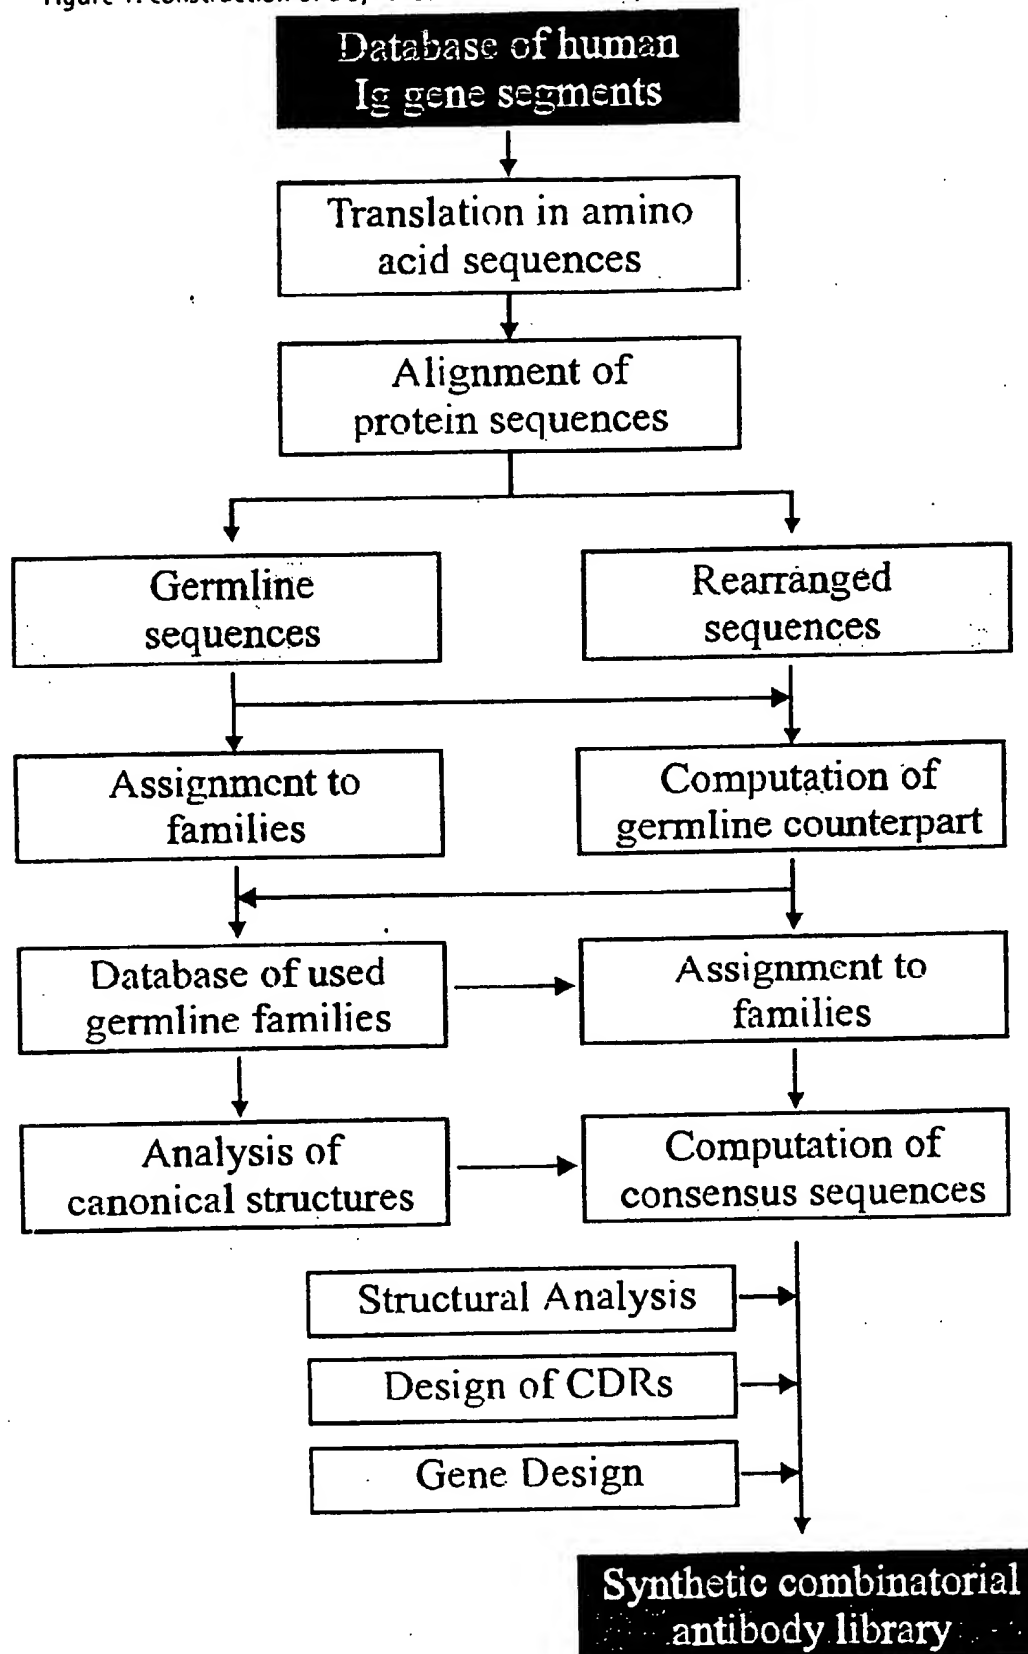 Database of human
Ig gene segments
Translation in amino
acid sequences
Alignment of
protein sequences
Germline
sequences
Rearranged
sequences
Assignment to
families
Computation of
germline counterpart
Database of used
germline families
Assignment to
families
Analysis of
canonical structures
Computation of
consensus sequences
Structural Analysis
Design of CDRs
Gene Design
Synthetic combinatorial
antibody library